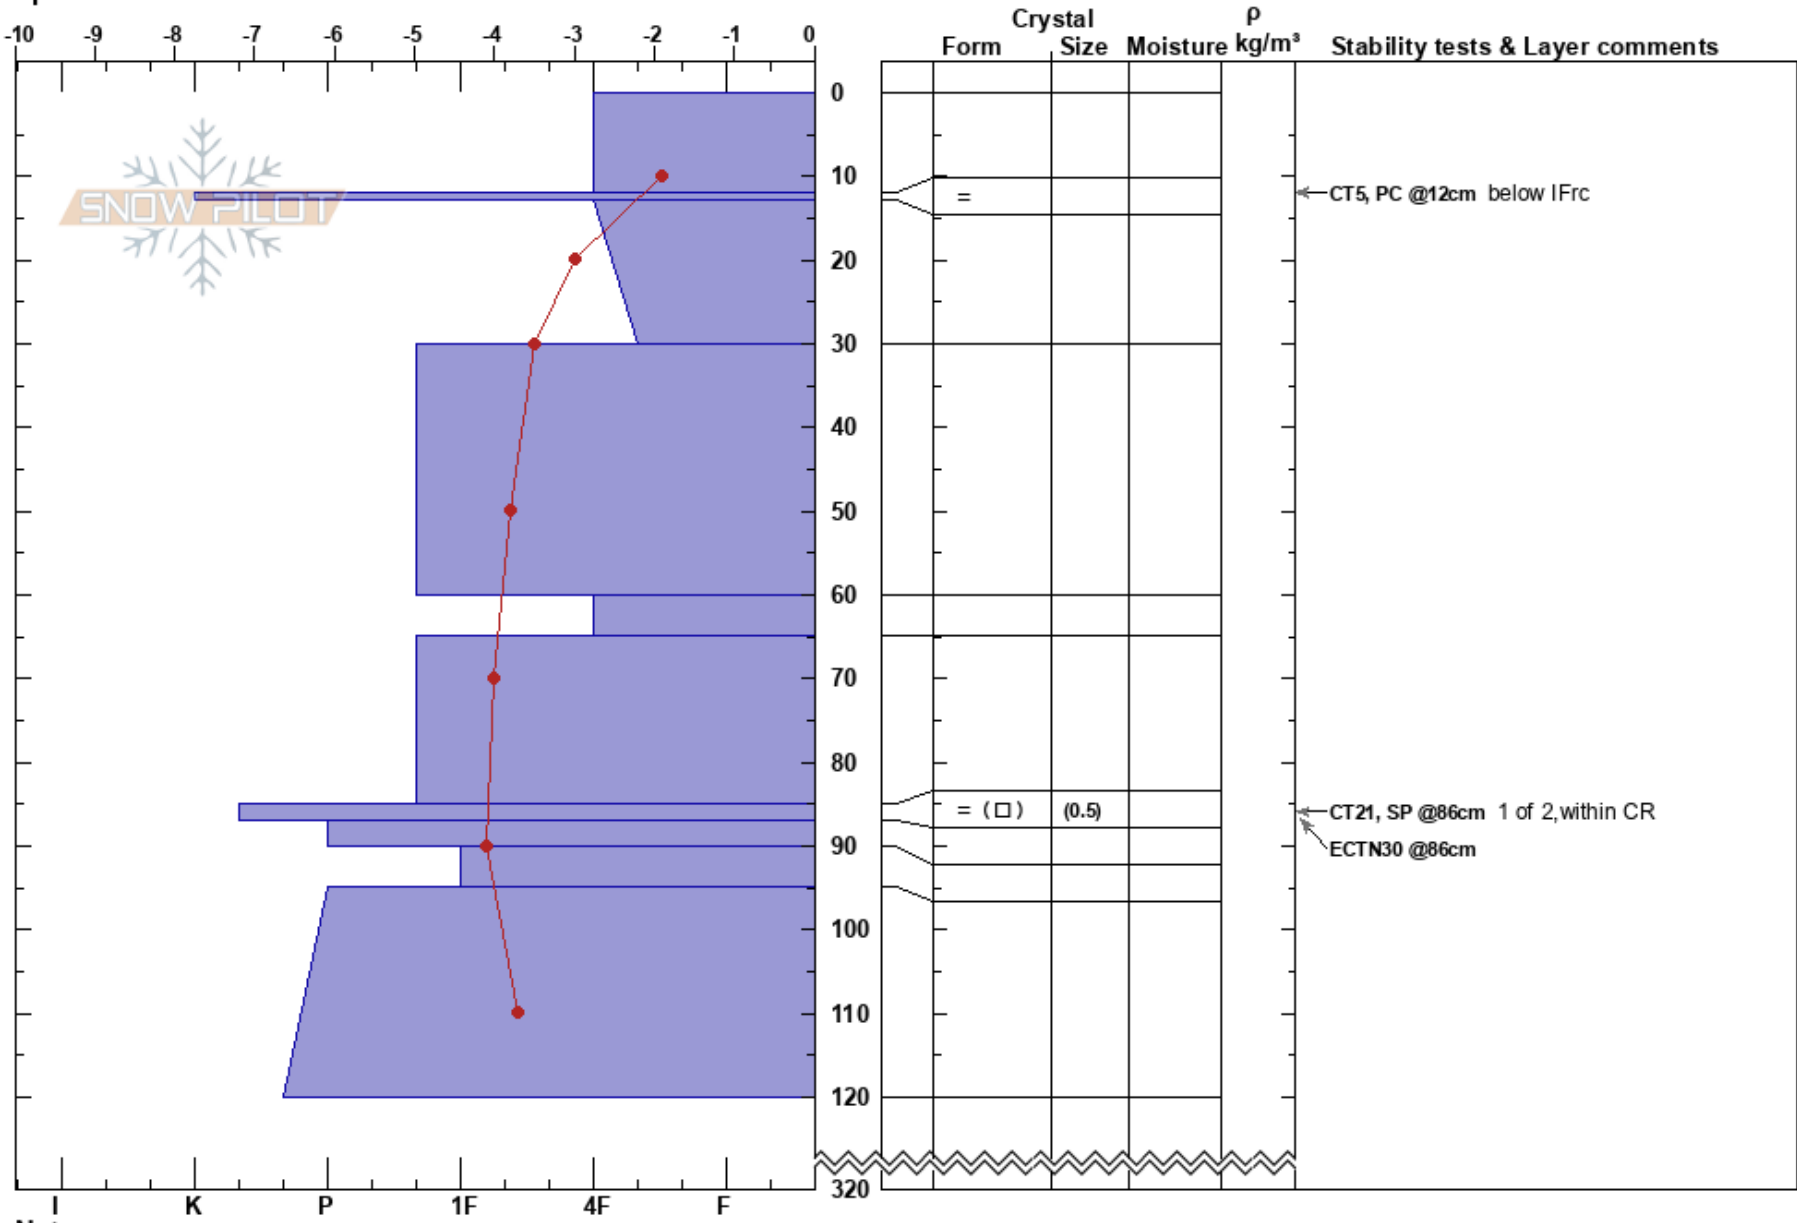 Crystal ρ
-10 -9 -8 -7 -6 -5 -4 -3 -2 -1 0
Form Size Moisture kg/m³ Stability tests & Layer comments
0
10
SNOW PILOT
= CT5, PC @12cm below IFrc
20
30
40
50
60
70
80
= (□) (0.5) CT21, SP @86cm 1 of 2,within CR
90 ECTN30 @86cm
100
110
120
320
I K P 1F 4F F